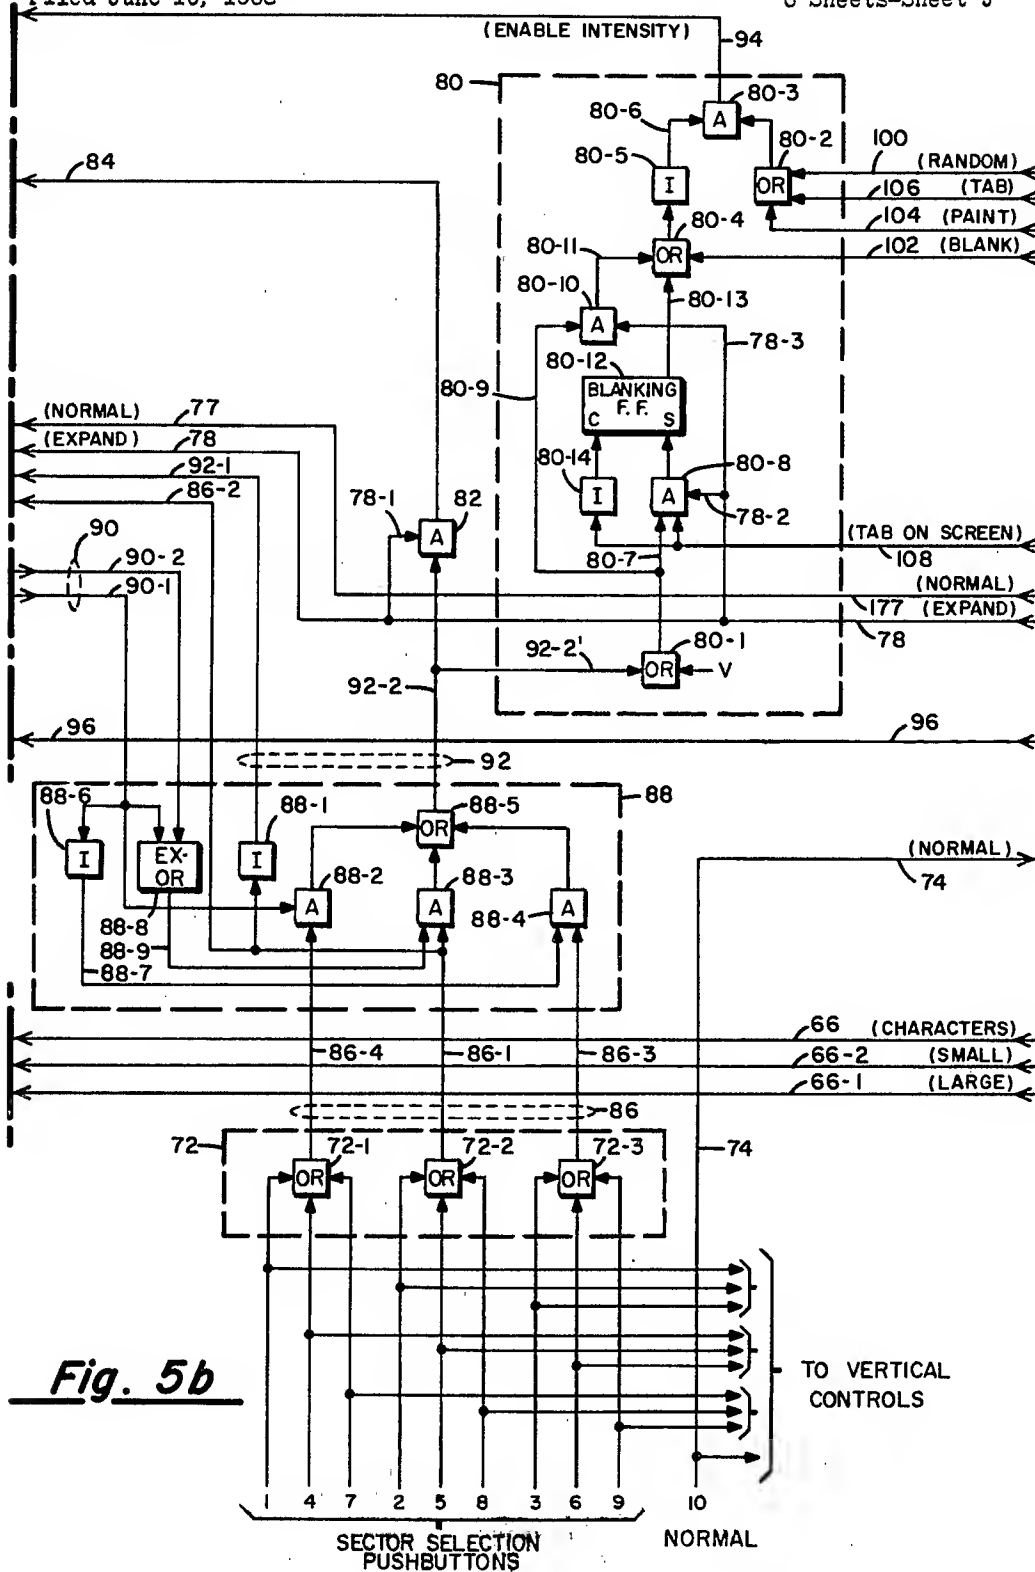 (ENABLE INTENSITY)
94
80
80-3
80-6
A
80-5
80-2
100
(RANDOM)
84
I
OR
106 (TAB)
80-4
104 (PAINT)
80-11
OR
102 (BLANK)
80-10
80-13
A
78-3
80-12
80-9
BLANKING
F. F.
C S
(NORMAL) 77
(EXPAND) 78
92-1
80-14
80-8
86-2
78-1
82
I
A
78-2
90
A
(TAB ON SCREEN)
90-2
80-7
108
90-1
(NORMAL)
177 (EXPAND)
80-1
78
92-2'
OR
V
92-2
96
96
92
88-6
88-1
88-5
88
OR
I
EX-OR
I
(NORMAL)
88-2
88-3
74
A
A
88-4
A
88-8
88-9
88-7
66 (CHARACTERS)
86-4
86-1
86-3
66-2 (SMALL)
66-1 (LARGE)
86
72
72-1
72-2
72-3
74
OR
OR
OR
Fig. 5b
TO VERTICAL
CONTROLS
1 4 7 2 5 8 3 6 9 10
SECTOR SELECTION
PUSHBUTTONS
NORMAL